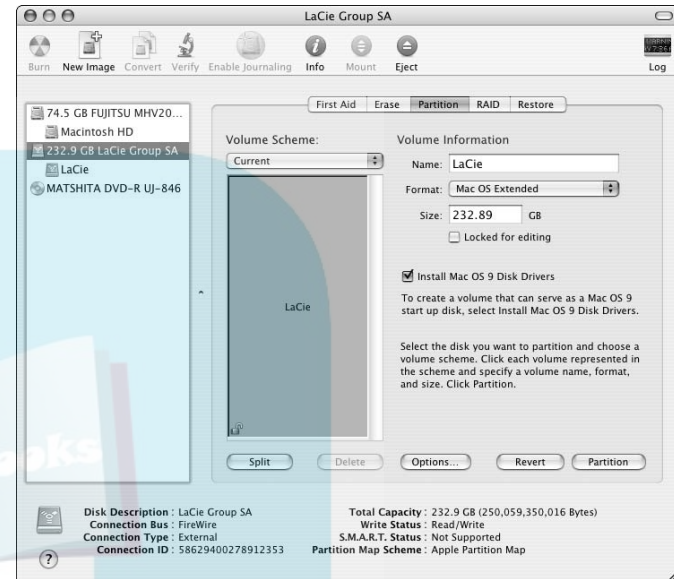 LaCie Group SA
Burn New Image Convert Verify Enable Journaling Info Mount Eject Log
74.5 GB FUJITSU MHV20...
Macintosh HD
232.9 GB LaCie Group SA
LaCie
MATSHITA DVD-R UJ-846
First Aid Erase Partition RAID Restore
Volume Scheme:
Current
LaCie
Volume Information
Name: LaCie
Format: Mac OS Extended
Size: 232.89 GB
Locked for editing
Install Mac OS 9 Disk Drivers
To create a volume that can serve as a Mac OS 9
start up disk, select Install Mac OS 9 Disk Drivers.
Select the disk you want to partition and choose a
volume scheme. Click each volume represented in
the scheme and specify a volume name, format,
and size. Click Partition.
Split Delete Options... Revert Partition
Disk Description : LaCie Group SA
Connection Bus : FireWire
Connection Type : External
Connection ID : 58629400278912353
Total Capacity : 232.9 GB (250,059,350,016 Bytes)
Write Status : Read/Write
S.M.A.R.T. Status : Not Supported
Partition Map Scheme : Apple Partition Map
?